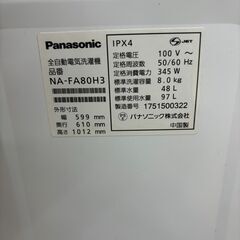 Panasonic
全自動電気洗濯機
品番
NA-FA80H3
外形寸法
幅 599 mm
奥行 610 mm
高さ 1012 mm
IPX4
JET
定格電圧 100 V~
定格周波数 50/60 Hz
定格消費電力 345 W
標準洗濯容量 8.0kg
標準水量 48 L
標準使用水量 97 L
製造番号 1751500322
パナソニック株式会社
中国製